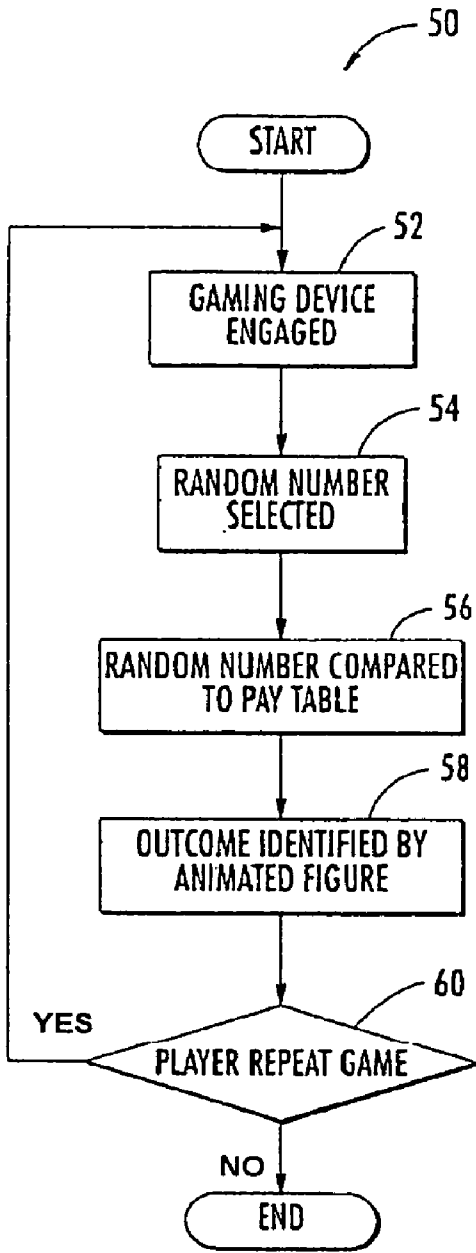 50
START
52
GAMING DEVICE
ENGAGED
54
RANDOM NUMBER
SELECTED
56
RANDOM NUMBER COMPARED
TO PAY TABLE
58
OUTCOME IDENTIFIED BY
ANIMATED FIGURE
60
YES
PLAYER REPEAT GAME
NO
END